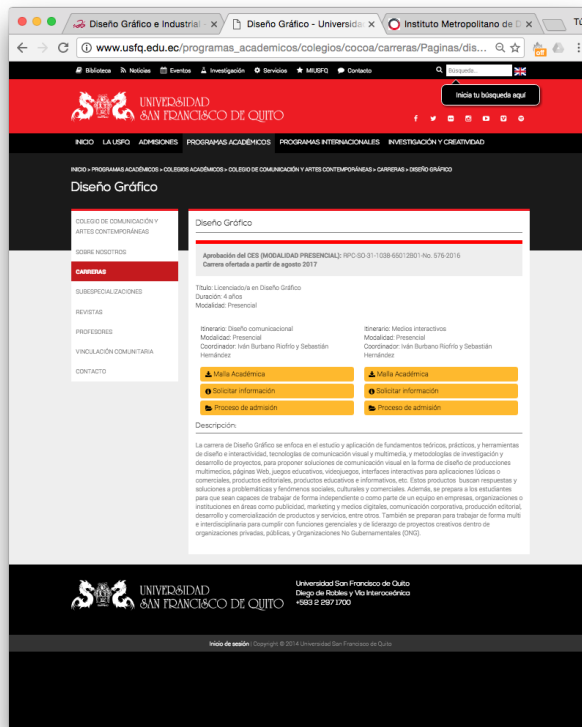 Diseño Gráfico e Industrial -
Diseño Gráfico - Universida
Instituto Metropolitano de D
www.usfq.edu.ec/programas_academicos/colegios/cocoa/carreras/Paginas/dis...
off
Biblioteca Noticias Eventos Investigación Servicios MiUSFQ Contacto
Búsqueda...
Inicia tu búsqueda aquí
UNIVERSIDAD
SAN FRANCISCO DE QUITO
INICIO LA USFQ ADMISIONES PROGRAMAS ACADÉMICOS PROGRAMAS INTERNACIONALES INVESTIGACIÓN Y CREATIVIDAD
INICIO > PROGRAMAS ACADÉMICOS > COLEGIOS ACADÉMICOS > COLEGIO DE COMUNICACIÓN Y ARTES CONTEMPORÁNEAS > CARRERAS > DISEÑO GRÁFICO
Diseño Gráfico
COLEGIO DE COMUNICACIÓN Y
ARTES CONTEMPORÁNEAS
SOBRE NOSOTROS
CARRERAS
SUBESPECIALIZACIONES
REVISTAS
PROFESORES
VINCULACIÓN COMUNITARIA
CONTACTO
Diseño Gráfico
Aprobación del CES (MODALIDAD PRESENCIAL): RPC-SO-31-1038-65012B01-No. 576-2016
Carrera ofertada a partir de agosto 2017
Título: Licenciado/a en Diseño Gráfico
Duración: 4 años
Modalidad: Presencial
Itinerario: Diseño comunicacional
Modalidad: Presencial
Coordinador: Iván Burbano Riofrío y Sebastián
Hernández
Malla Académica
Solicitar información
Proceso de admisión
Itinerario: Medios interactivos
Modalidad: Presencial
Coordinador: Iván Burbano Riofrío y Sebastián
Hernández
Malla Académica
Solicitar información
Proceso de admisión
Descripción:
La carrera de Diseño Gráfico se enfoca en el estudio y aplicación de fundamentos teóricos, prácticos, y herramientas
de diseño e interactividad, tecnologías de comunicación visual y multimedia, y metodologías de investigación y
desarrollo de proyectos, para proponer soluciones de comunicación visual en la forma de diseño de producciones
multimedios, páginas Web, juegos educativos, videojuegos, interfaces interactivas para aplicaciones lúdicas o
comerciales, productos editoriales, productos educativos e informativos, etc. Estos productos buscan respuestas y
soluciones a problemáticas y fenómenos sociales, culturales y comerciales. Además, se prepara a los estudiantes
para que sean capaces de trabajar de forma independiente o como parte de un equipo en empresas, organizaciones o
instituciones en áreas como publicidad, marketing y medios digitales, comunicación corporativa, producción editorial,
desarrollo y comercialización de productos y servicios, entre otros. También se preparan para trabajar de forma multi
e interdisciplinaria para cumplir con funciones gerenciales y de liderazgo de proyectos creativos dentro de
organizaciones privadas, públicas, y Organizaciones No Gubernamentales (ONG).
UNIVERSIDAD
SAN FRANCISCO DE QUITO
Universidad San Francisco de Quito
Diego de Robles y Vía Interoceánica
+593 2 297 1700
Inicio de sesión | Copyright © 2014 Universidad San Francisco de Quito